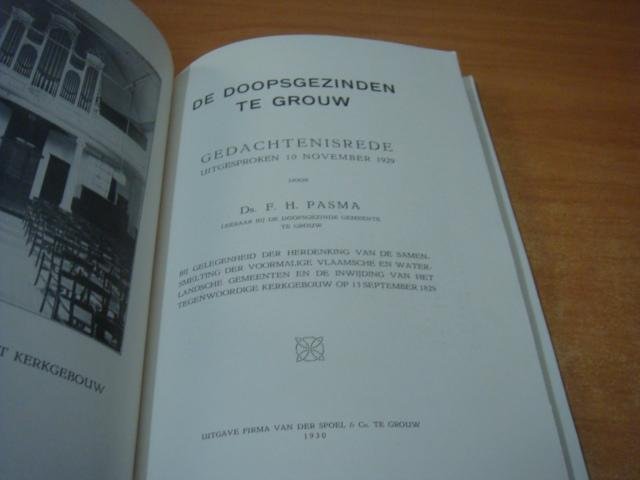 T KERKGEBOUW
DE DOOPSGEZINDEN
TE GROUW
GEDACHTENISREDE
UITGESPROKEN 10 NOVEMBER 1929
DOOR
Ds. F. H. PASMA
LEERAAR BIJ DE DOOPSGEZINDE GEMEENTE
TE GROUW
BIJ GELEGENHEID DER HERDENKING VAN DE SAMEN-
SMELTING DER VOORMALIGE VLAAMSCHE EN WATER-
LANDSCHE GEMEENTEN EN DE INWIJDING VAN HET
TEGENWOORDIGE KERKGEBOUW OP 13 SEPTEMBER 1829
UITGAVE FIRMA VAN DER SPOEL & Co. TE GROUW
1930